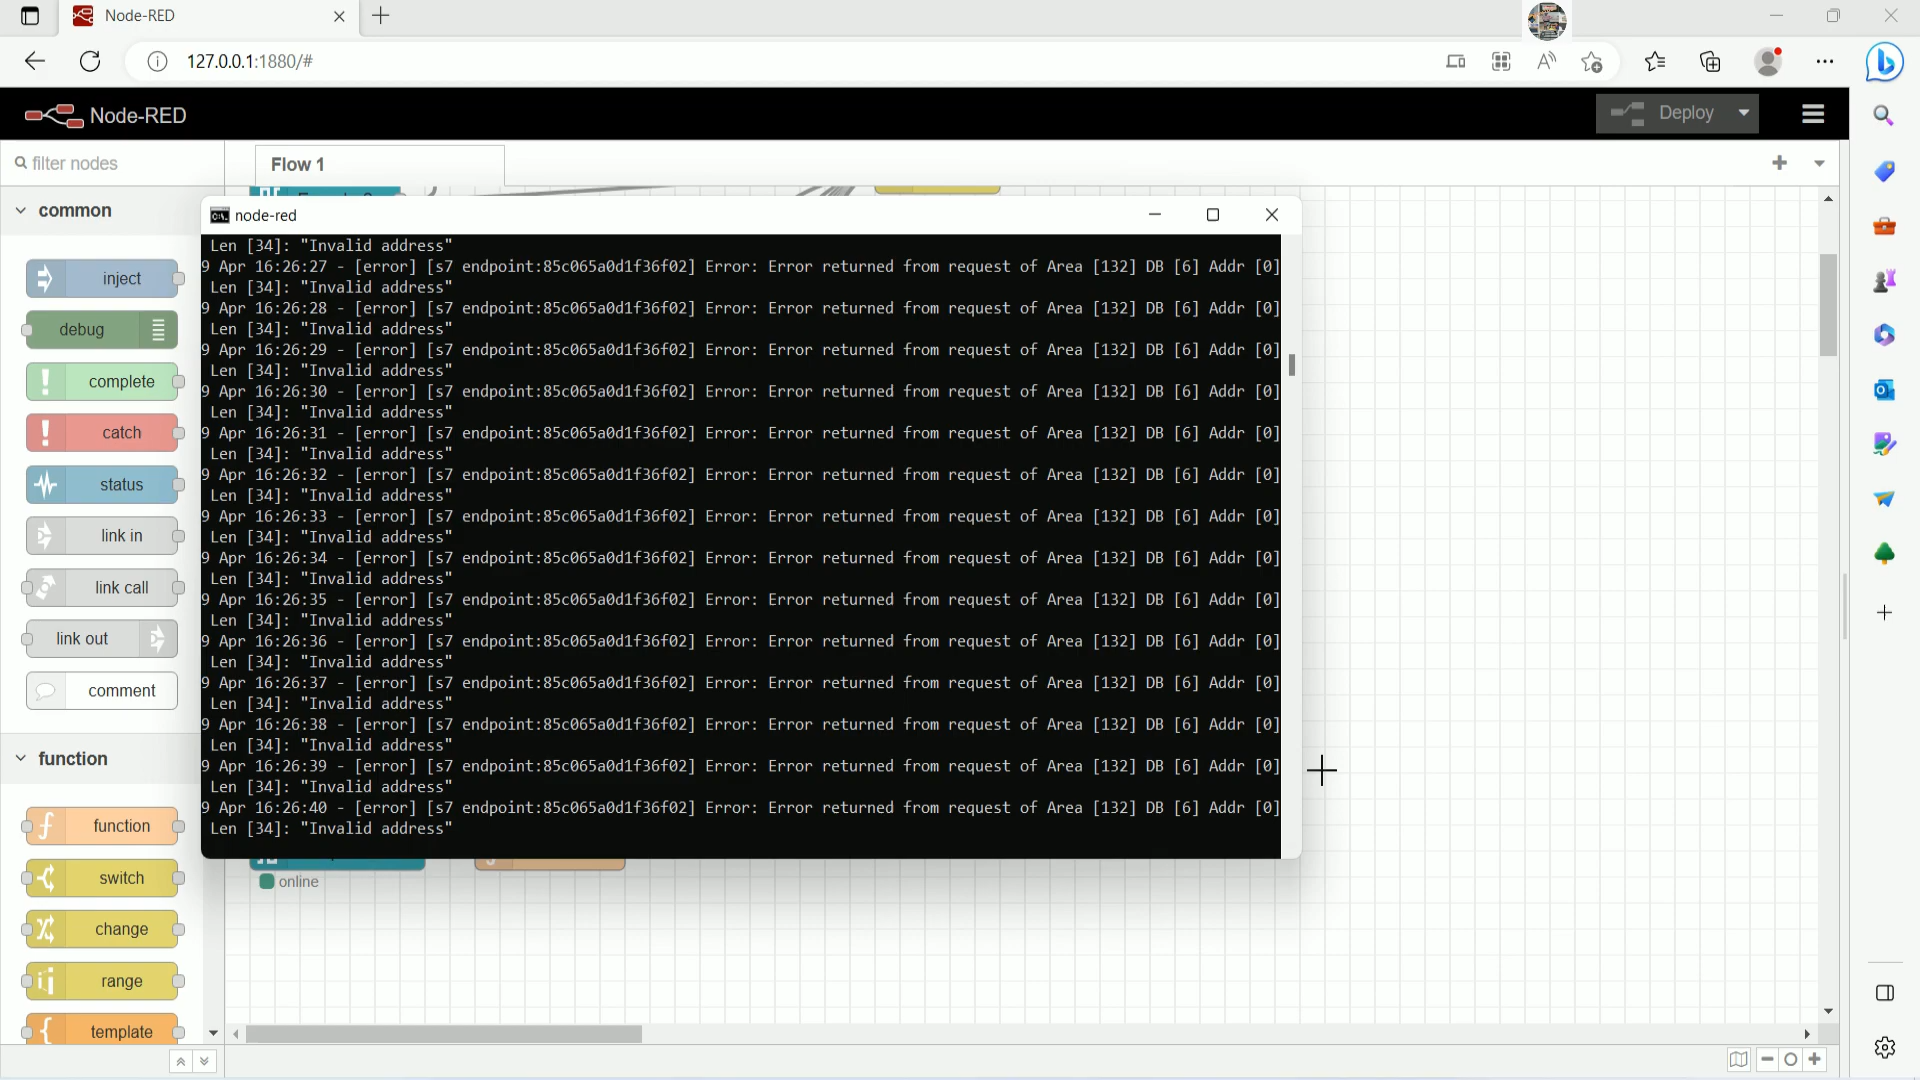 Node-RED
127.0.0.1:1880/#
Node-RED
Deploy
filter nodes
Flow 1
common
inject
debug
complete
catch
status
link in
link call
link out
comment
function
function
switch
change
range
template
node-red
Len [34]: "Invalid address"
9 Apr 16:26:27 - [error] [s7 endpoint:85c065a0d1f36f02] Error: Error returned from request of Area [132] DB [6] Addr [0]
Len [34]: "Invalid address"
9 Apr 16:26:28 - [error] [s7 endpoint:85c065a0d1f36f02] Error: Error returned from request of Area [132] DB [6] Addr [0]
Len [34]: "Invalid address"
9 Apr 16:26:29 - [error] [s7 endpoint:85c065a0d1f36f02] Error: Error returned from request of Area [132] DB [6] Addr [0]
Len [34]: "Invalid address"
9 Apr 16:26:30 - [error] [s7 endpoint:85c065a0d1f36f02] Error: Error returned from request of Area [132] DB [6] Addr [0]
Len [34]: "Invalid address"
9 Apr 16:26:31 - [error] [s7 endpoint:85c065a0d1f36f02] Error: Error returned from request of Area [132] DB [6] Addr [0]
Len [34]: "Invalid address"
9 Apr 16:26:32 - [error] [s7 endpoint:85c065a0d1f36f02] Error: Error returned from request of Area [132] DB [6] Addr [0]
Len [34]: "Invalid address"
9 Apr 16:26:33 - [error] [s7 endpoint:85c065a0d1f36f02] Error: Error returned from request of Area [132] DB [6] Addr [0]
Len [34]: "Invalid address"
9 Apr 16:26:34 - [error] [s7 endpoint:85c065a0d1f36f02] Error: Error returned from request of Area [132] DB [6] Addr [0]
Len [34]: "Invalid address"
9 Apr 16:26:35 - [error] [s7 endpoint:85c065a0d1f36f02] Error: Error returned from request of Area [132] DB [6] Addr [0]
Len [34]: "Invalid address"
9 Apr 16:26:36 - [error] [s7 endpoint:85c065a0d1f36f02] Error: Error returned from request of Area [132] DB [6] Addr [0]
Len [34]: "Invalid address"
9 Apr 16:26:37 - [error] [s7 endpoint:85c065a0d1f36f02] Error: Error returned from request of Area [132] DB [6] Addr [0]
Len [34]: "Invalid address"
9 Apr 16:26:38 - [error] [s7 endpoint:85c065a0d1f36f02] Error: Error returned from request of Area [132] DB [6] Addr [0]
Len [34]: "Invalid address"
9 Apr 16:26:39 - [error] [s7 endpoint:85c065a0d1f36f02] Error: Error returned from request of Area [132] DB [6] Addr [0]
Len [34]: "Invalid address"
9 Apr 16:26:40 - [error] [s7 endpoint:85c065a0d1f36f02] Error: Error returned from request of Area [132] DB [6] Addr [0]
Len [34]: "Invalid address"
online